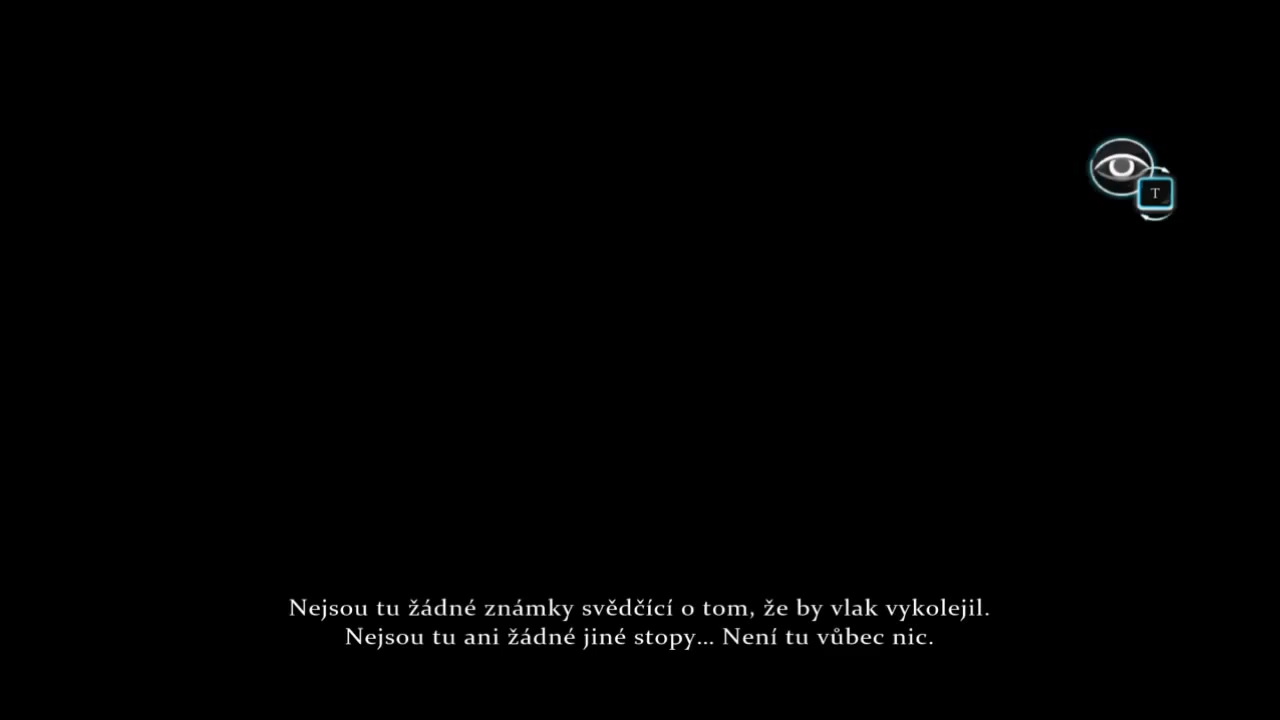 T
Nejsou tu žádné známky svědčící o tom, že by vlak vykolejil.
Nejsou tu ani žádné jiné stopy... Není tu vůbec nic.